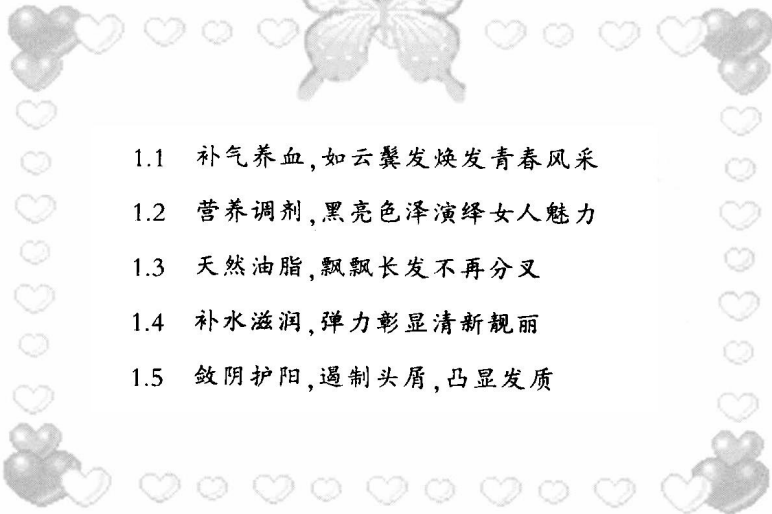 1.1 补气养血,如云鬓发焕发青春风采
1.2 营养调剂,黑亮色泽演绎女人魅力
1.3 天然油脂,飘飘长发不再分叉
1.4 补水滋润,弹力彰显清新靓丽
1.5 敛阴护阳,遏制头屑,凸显发质